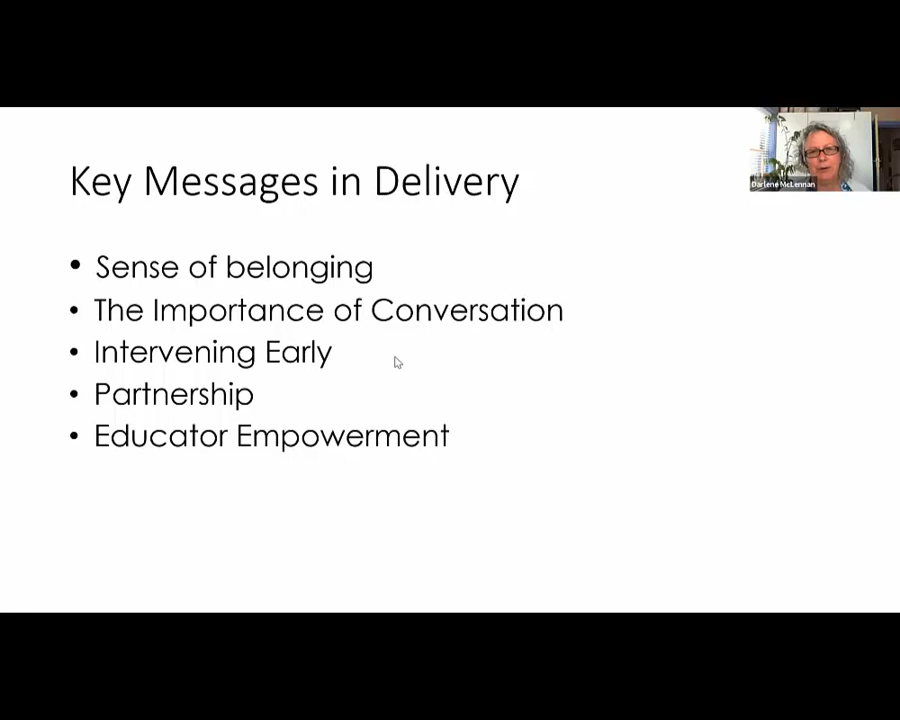 Key Messages in Delivery
Darlene McLennan
• Sense of belonging
• The Importance of Conversation
• Intervening Early
• Partnership
• Educator Empowerment